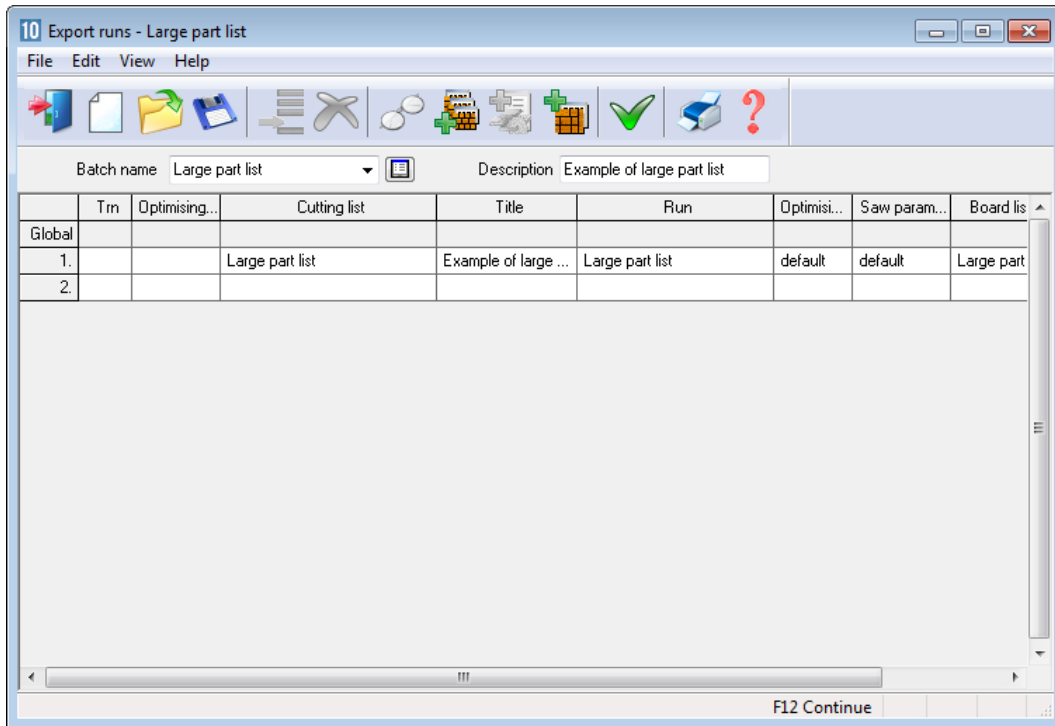 10 Export runs - Large part list
File Edit View Help
Batch name Large part list Description Example of large part list
Trn Optimising... Cutting list Title Run Optimisi... Saw param... Board lis
Global
1. Large part list Example of large ... Large part list default default Large part
2.
F12 Continue